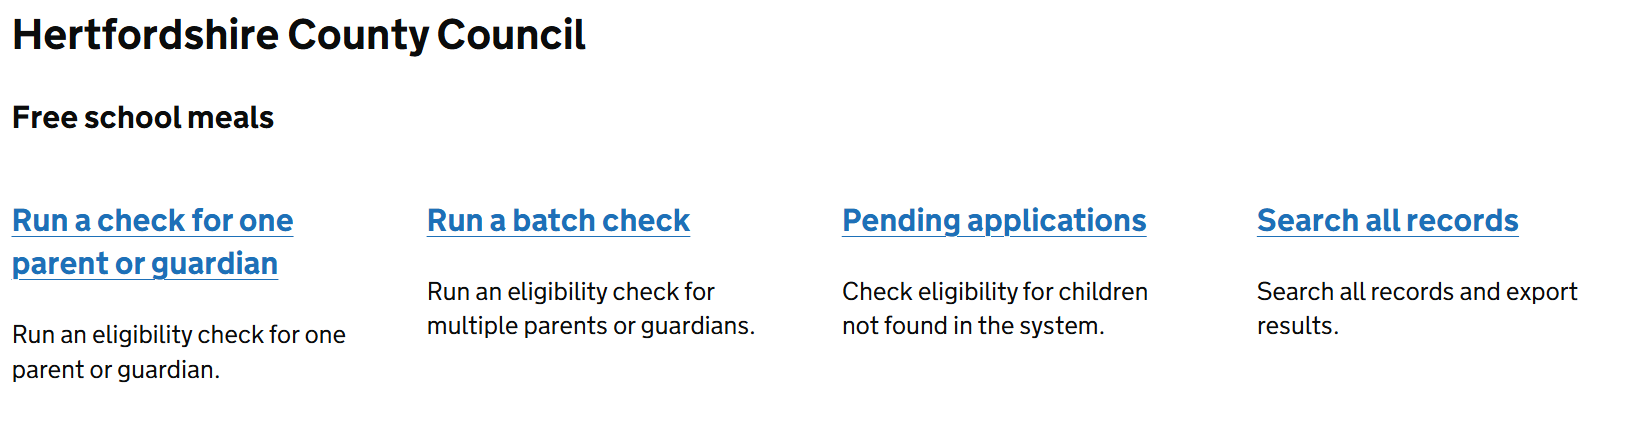 Hertfordshire County Council
Free school meals
Run a check for one
parent or guardian
Run an eligibility check for one
parent or guardian.
Run a batch check
Run an eligibility check for
multiple parents or guardians.
Pending applications
Check eligibility for children
not found in the system.
Search all records
Search all records and export
results.